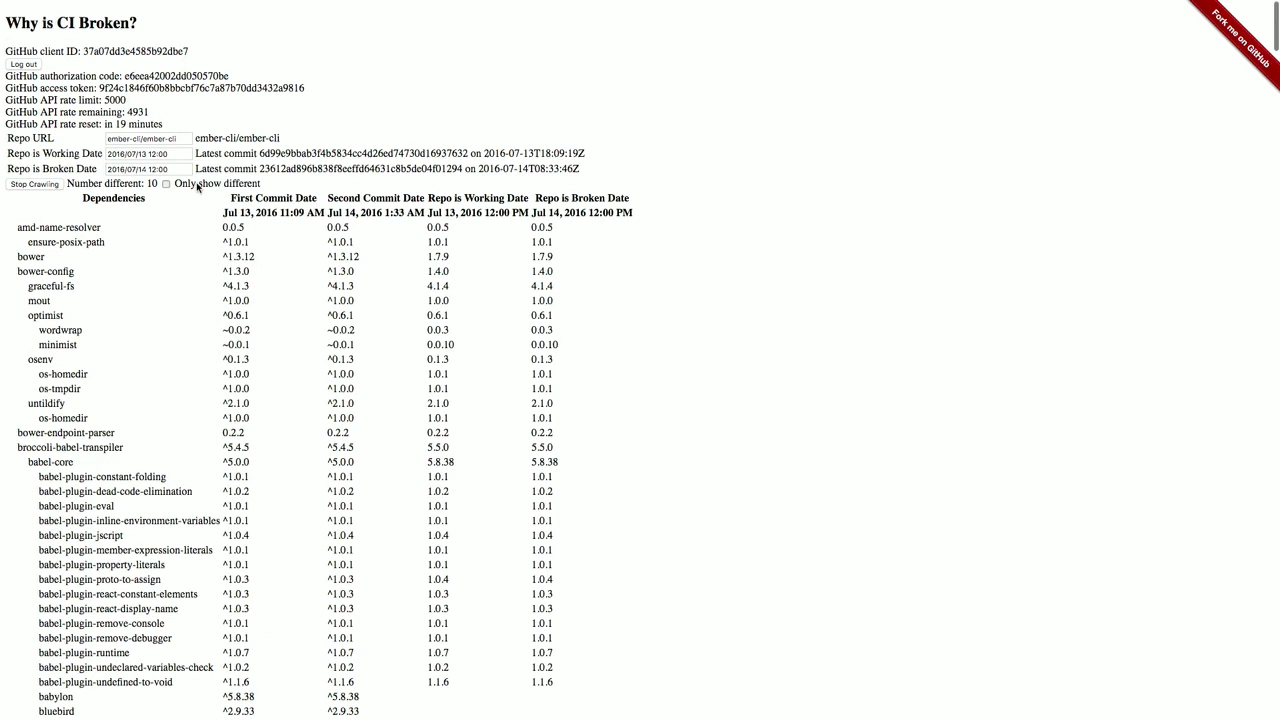 Why is CI Broken?
Fork me on GitHub
GitHub client ID: 37a07dd3e4585b92dbe7
Log out
GitHub authorization code: e6eea42002dd050570be
GitHub access token: 9f24c1846f60b8bbcbf76c7a87b70dd3432a9816
GitHub API rate limit: 5000
GitHub API rate remaining: 4931
GitHub API rate reset: in 19 minutes
Repo URL ember-cli/ember-cli ember-cli/ember-cli
Repo is Working Date 2016/07/13 12:00 Latest commit 6d99e9bbab3f4b5834cc4d26ed74730d16937632 on 2016-07-13T18:09:19Z
Repo is Broken Date 2016/07/14 12:00 Latest commit 23612ad896b838f8eeffd64631c8b5de04f01294 on 2016-07-14T08:33:46Z
Stop Crawling Number different: 10 Only show different
Dependencies First Commit Date Second Commit Date Repo is Working Date Repo is Broken Date
Jul 13, 2016 11:09 AM Jul 14, 2016 1:33 AM Jul 13, 2016 12:00 PM Jul 14, 2016 12:00 PM
amd-name-resolver 0.0.5 0.0.5 0.0.5 0.0.5
ensure-posix-path ^1.0.1 ^1.0.1 1.0.1 1.0.1
bower ^1.3.12 ^1.3.12 1.7.9 1.7.9
bower-config ^1.3.0 ^1.3.0 1.4.0 1.4.0
graceful-fs ^4.1.3 ^4.1.3 4.1.4 4.1.4
mout ^1.0.0 ^1.0.0 1.0.0 1.0.0
optimist ^0.6.1 ^0.6.1 0.6.1 0.6.1
wordwrap ~0.0.2 ~0.0.2 0.0.3 0.0.3
minimist ~0.0.1 ~0.0.1 0.0.10 0.0.10
osenv ^0.1.3 ^0.1.3 0.1.3 0.1.3
os-homedir ^1.0.0 ^1.0.0 1.0.1 1.0.1
os-tmpdir ^1.0.0 ^1.0.0 1.0.1 1.0.1
untildify ^2.1.0 ^2.1.0 2.1.0 2.1.0
os-homedir ^1.0.0 ^1.0.0 1.0.1 1.0.1
bower-endpoint-parser 0.2.2 0.2.2 0.2.2 0.2.2
broccoli-babel-transpiler ^5.4.5 ^5.4.5 5.5.0 5.5.0
babel-core ^5.0.0 ^5.0.0 5.8.38 5.8.38
babel-plugin-constant-folding ^1.0.1 ^1.0.1 1.0.1 1.0.1
babel-plugin-dead-code-elimination ^1.0.2 ^1.0.2 1.0.2 1.0.2
babel-plugin-eval ^1.0.1 ^1.0.1 1.0.1 1.0.1
babel-plugin-inline-environment-variables ^1.0.1 ^1.0.1 1.0.1 1.0.1
babel-plugin-jscript ^1.0.4 ^1.0.4 1.0.4 1.0.4
babel-plugin-member-expression-literals ^1.0.1 ^1.0.1 1.0.1 1.0.1
babel-plugin-property-literals ^1.0.1 ^1.0.1 1.0.1 1.0.1
babel-plugin-proto-to-assign ^1.0.3 ^1.0.3 1.0.4 1.0.4
babel-plugin-react-constant-elements ^1.0.3 ^1.0.3 1.0.3 1.0.3
babel-plugin-react-display-name ^1.0.3 ^1.0.3 1.0.3 1.0.3
babel-plugin-remove-console ^1.0.1 ^1.0.1 1.0.1 1.0.1
babel-plugin-remove-debugger ^1.0.1 ^1.0.1 1.0.1 1.0.1
babel-plugin-runtime ^1.0.7 ^1.0.7 1.0.7 1.0.7
babel-plugin-undeclared-variables-check ^1.0.2 ^1.0.2 1.0.2 1.0.2
babel-plugin-undefined-to-void ^1.1.6 ^1.1.6 1.1.6 1.1.6
babylon ^5.8.38 ^5.8.38
bluebird ^2.9.33 ^2.9.33